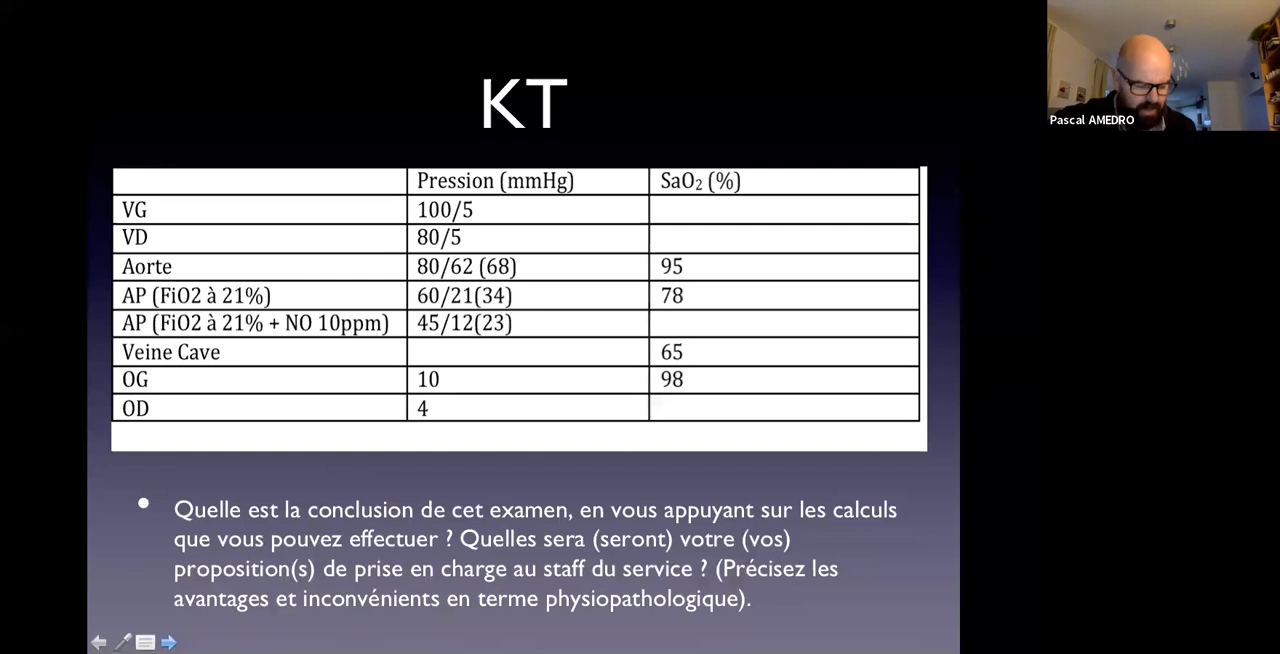 KT
Pascal AMEDRO
Pression (mmHg) SaO₂ (%)
VG 100/5
VD 80/5
Aorte 80/62 (68) 95
AP (FiO2 à 21%) 60/21(34) 78
AP (FiO2 à 21% + NO 10ppm) 45/12(23)
Veine Cave 65
OG 10 98
OD 4
• Quelle est la conclusion de cet examen, en vous appuyant sur les calculs
que vous pouvez effectuer ? Quelles sera (seront) votre (vos)
proposition(s) de prise en charge au staff du service ? (Précisez les
avantages et inconvénients en terme physiopathologique).